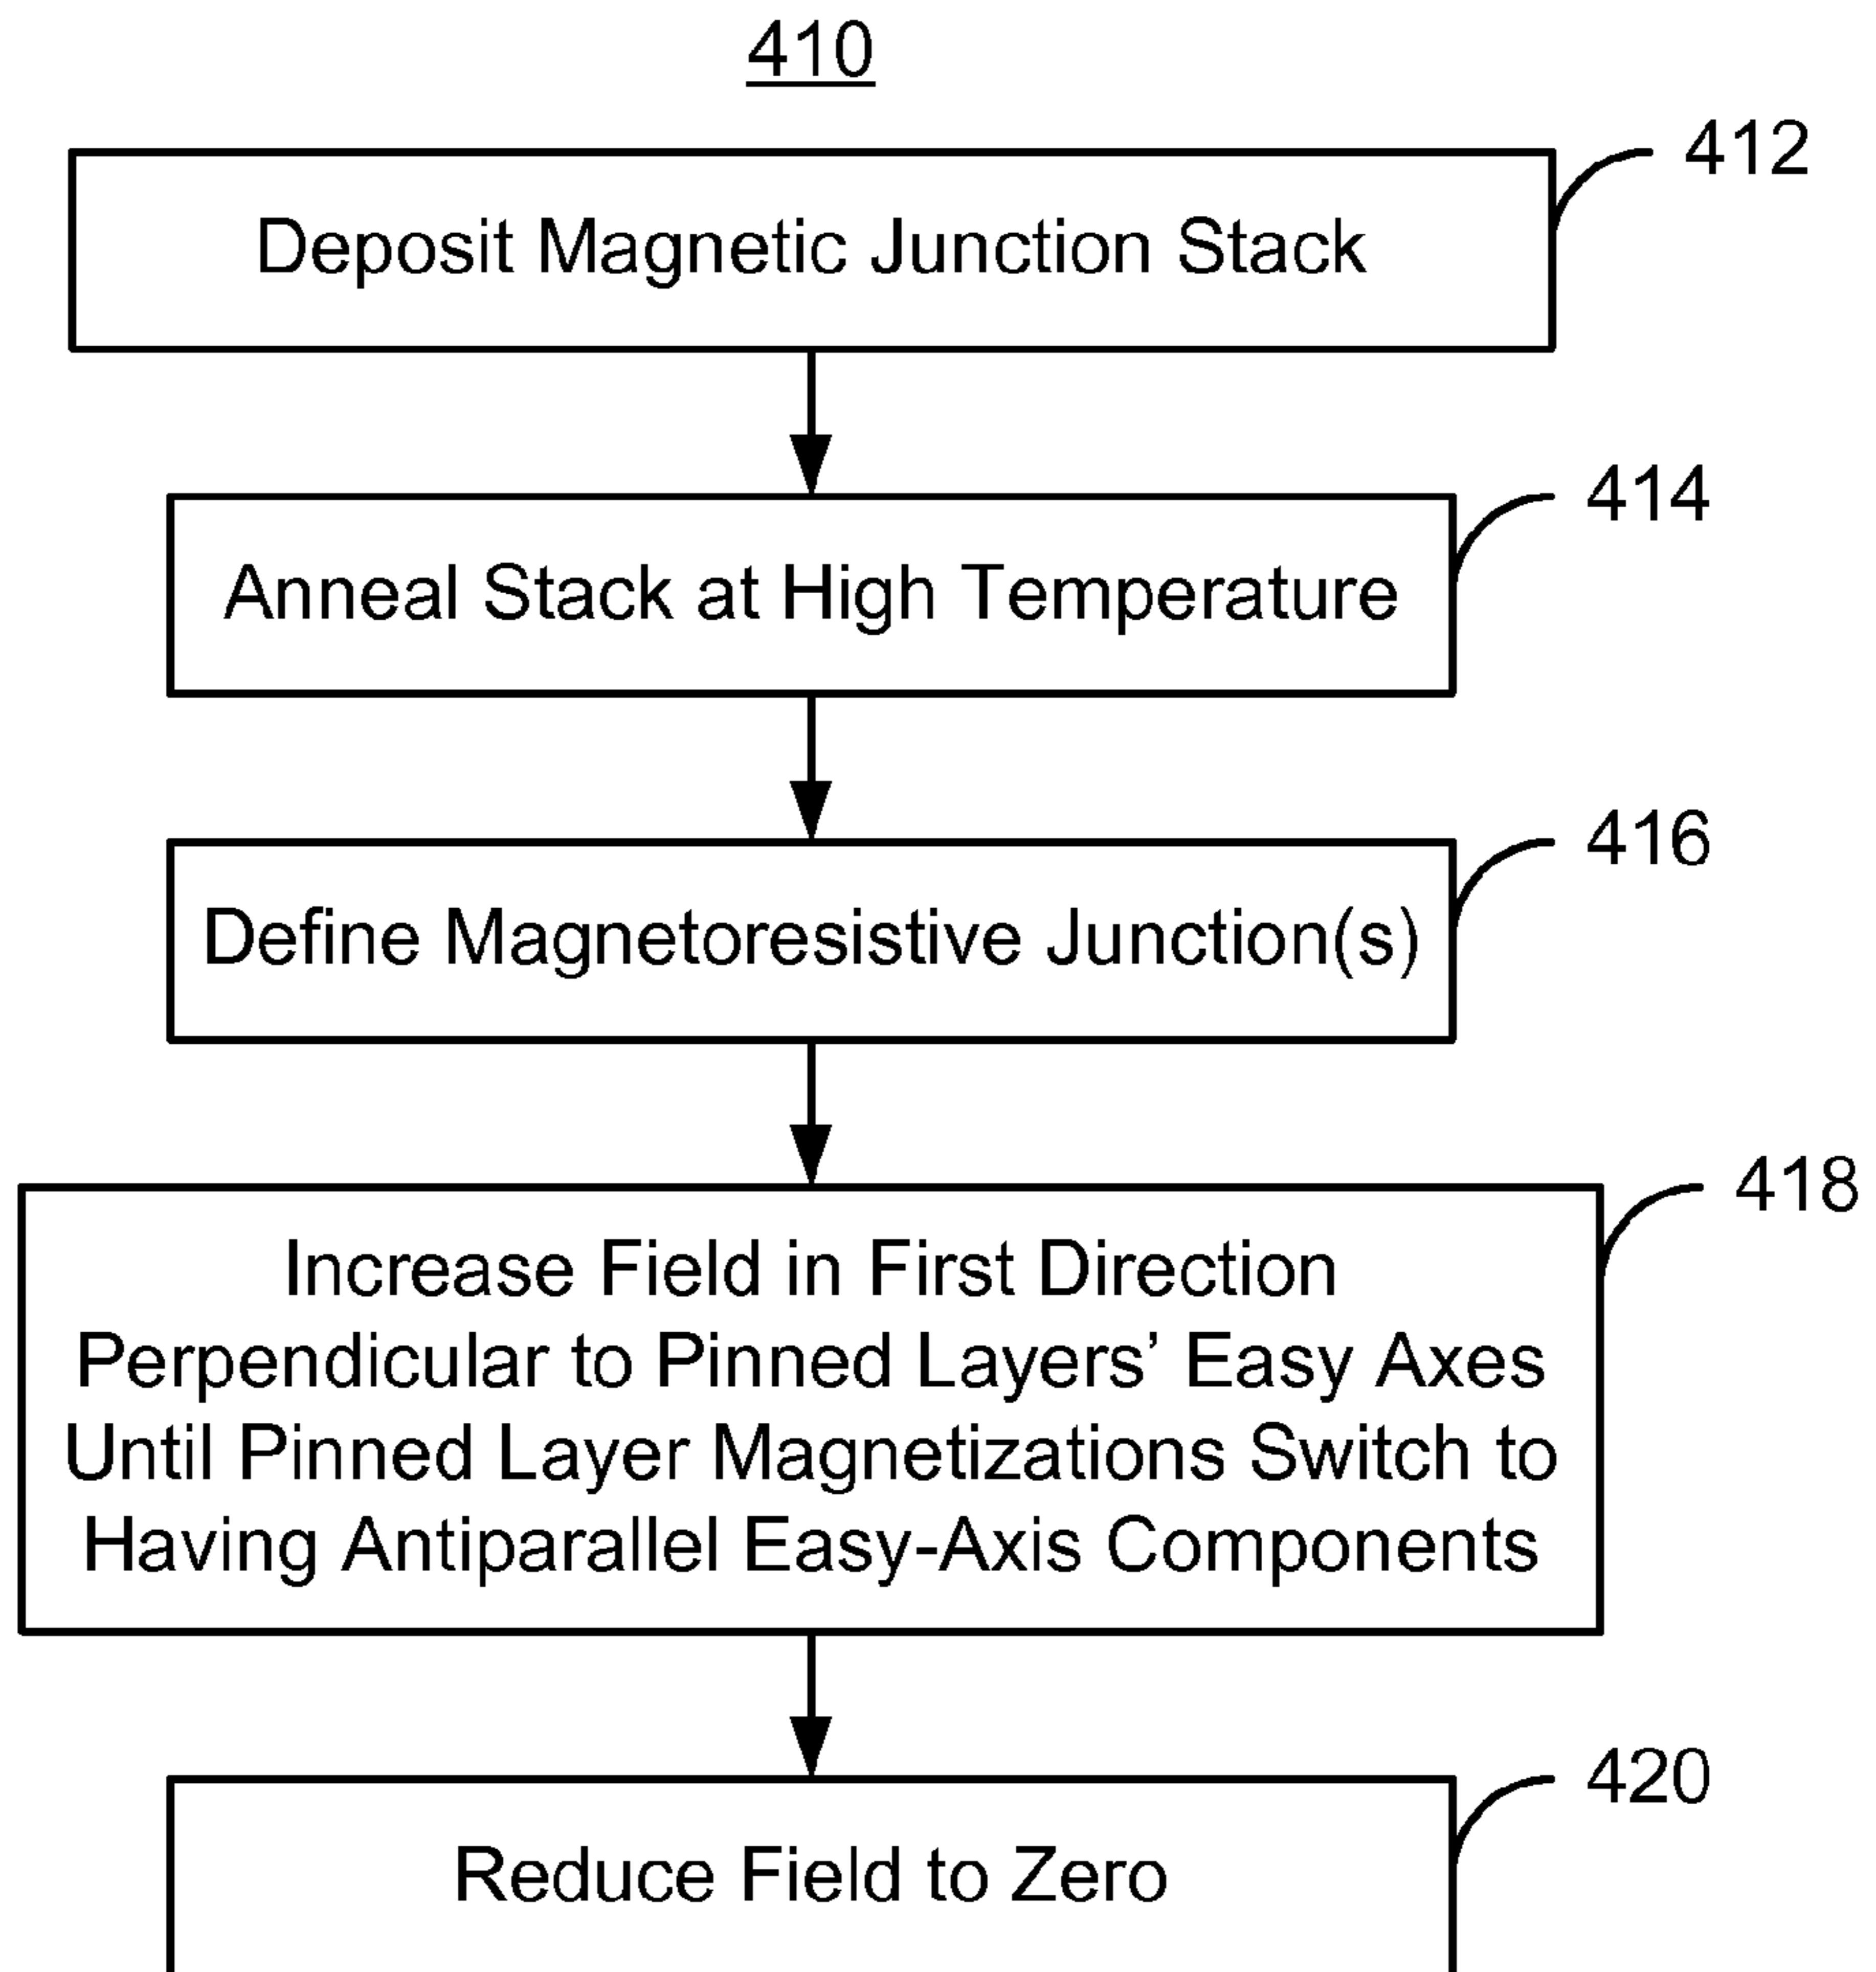 410
412
Deposit Magnetic Junction Stack
414
Anneal Stack at High Temperature
416
Define Magnetoresistive Junction(s)
418
Increase Field in First Direction
Perpendicular to Pinned Layers’ Easy Axes
Until Pinned Layer Magnetizations Switch to
Having Antiparallel Easy-Axis Components
420
Reduce Field to Zero